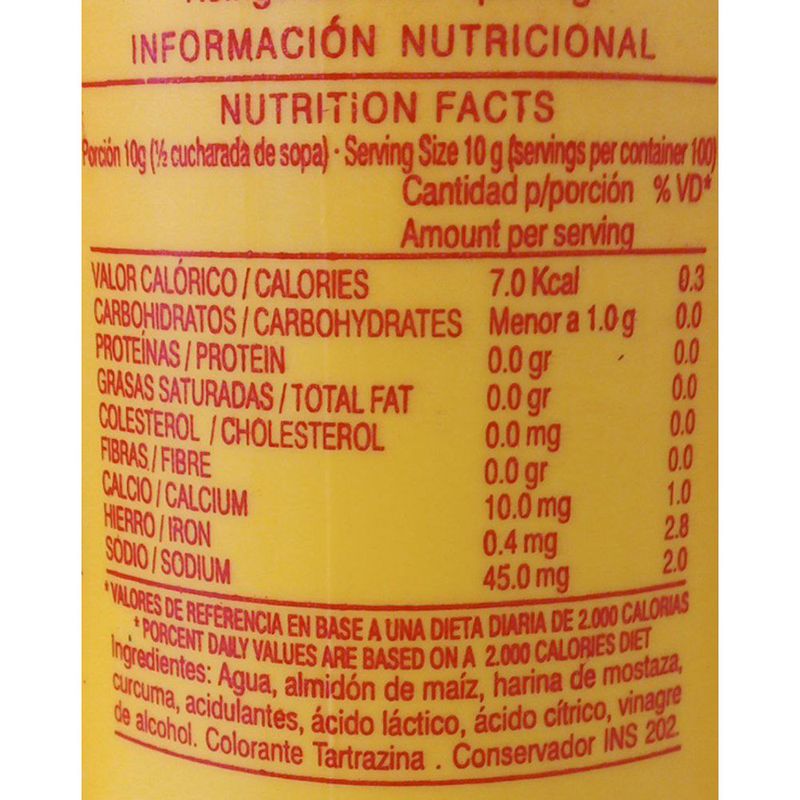 INFORMACIÓN NUTRICIONAL
NUTRITiON FACTS
Porción 10g (½ cucharada de sopa) · Serving Size 10 g (servings per container 100)
Cantidad p/porción % VD*
Amount per serving
VALOR CALÓRICO / CALORIES 7.0 Kcal 0.3
CARBOHIDRATOS / CARBOHYDRATES Menor a 1.0 g 0.0
PROTEÍNAS / PROTEIN 0.0 gr 0.0
GRASAS SATURADAS / TOTAL FAT 0.0 gr 0.0
COLESTEROL / CHOLESTEROL 0.0 mg 0.0
FIBRAS / FIBRE 0.0 gr 0.0
CALCIO / CALCIUM 10.0 mg 1.0
HIERRO / IRON 0.4 mg 2.8
SODIO / SODIUM 45.0 mg 2.0
* VALORES DE REFERENCIA EN BASE A UNA DIETA DIARIA DE 2.000 CALORIAS
* PORCENT DAILY VALUES ARE BASED ON A 2.000 CALORIES DIET
Ingredientes: Agua, almidón de maíz, harina de mostaza,
curcuma, acidulantes, ácido láctico, ácido cítrico, vinagre
de alcohol. Colorante Tartrazina . Conservador INS 202.